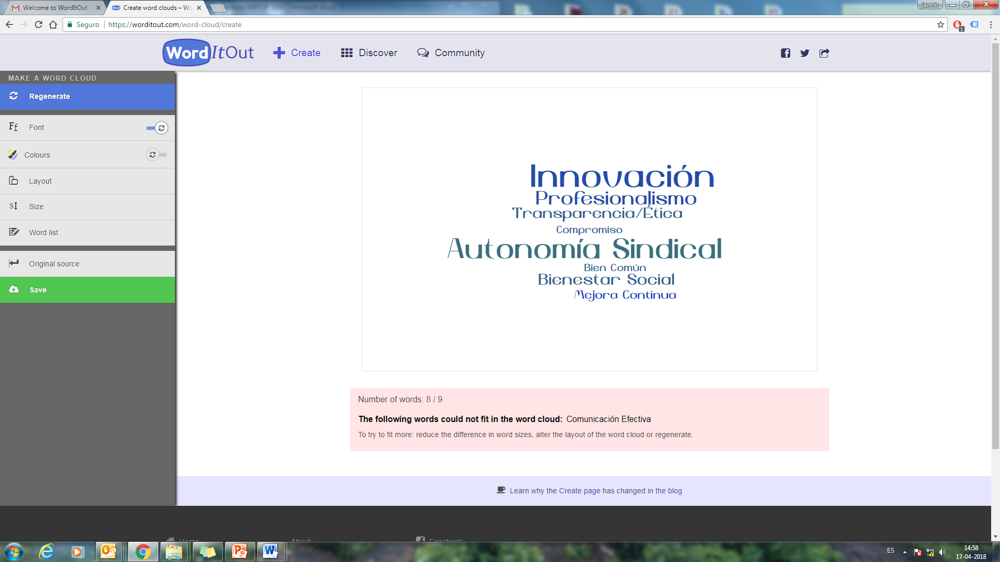 Welcome to WordItOut -
Create word clouds – Wo
jazmin
Seguro
https://worditout.com/word-cloud/create
1
WordItOut
Create
Discover
Community
MAKE A WORD CLOUD
Regenerate
Font
Colours
Layout
Size
Word list
Original source
Save
Innovación
Profesionalismo
Transparencia/Ética
Compromiso
Autonomía Sindical
Bien Común
Bienestar Social
Mejora Continua
Number of words: 8 / 9
The following words could not fit in the word cloud: Comunicación Efectiva
To try to fit more: reduce the difference in word sizes, alter the layout of the word cloud or regenerate.
Learn why the Create page has changed in the blog
Home
About
Facebook
ES
14:58
17-04-2018